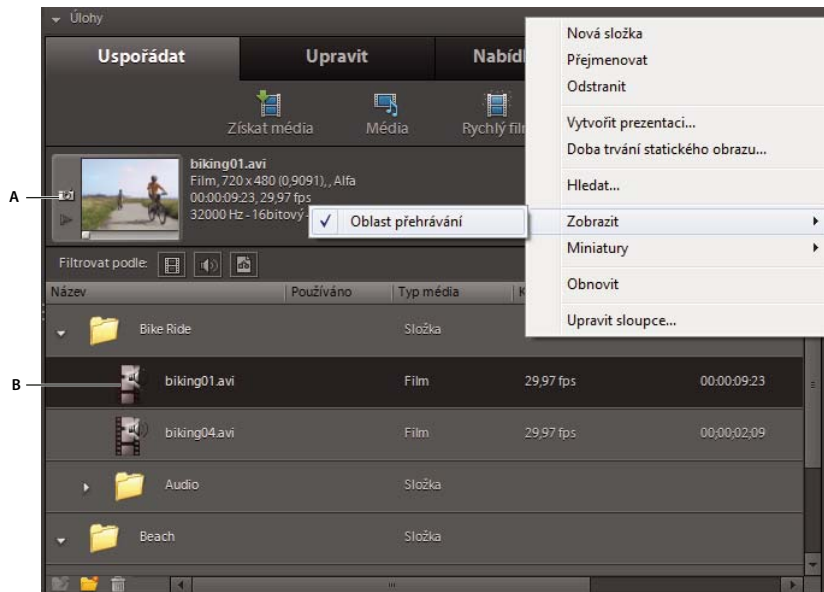 Úlohy
Uspořádat
Upravit
Získat média
Média
biking01.avi
Film, 720 x 480 (0,9091), , Alfa
00:00:09:23, 29,97 fps
32000 Hz - 16bitový -
A
Nová složka
Přejmenovat
Odstranit
Vytvořit prezentaci...
Doba trvání statického obrazu...
Hledat...
Zobrazit
Miniatury
Obnovit
Upravit sloupce...
Oblast přehrávání
Filtrovat podle:
Název Používáno Typ média
Bike Ride Složka
B
biking01.avi Film 29,97 fps 00:00:09:23
biking04.avi Film 29,97 fps 00;00;02;09
Audio Složka
Beach Složka